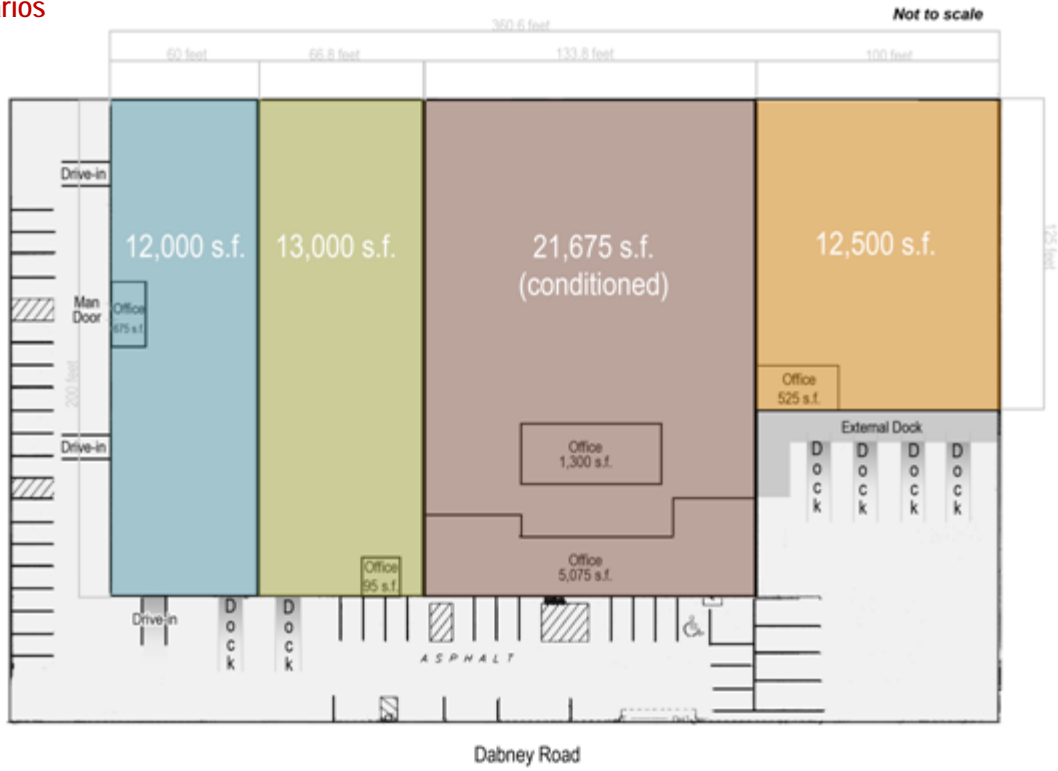 arios
Not to scale
360.6 feet
60 feet
66.8 feet
133.8 feet
100 feet
Drive-in
12,000 s.f.
13,000 s.f.
21,675 s.f.
(conditioned)
12,500 s.f.
125 feet
Man
Door
Office
675 s.f.
200 feet
Office
525 s.f.
External Dock
Drive-in
Office
1,300 s.f.
Dock
Dock
Dock
Dock
Office
95 s.f.
Office
5,075 s.f.
Drive-in
Dock
Dock
ASPHALT
Dabney Road